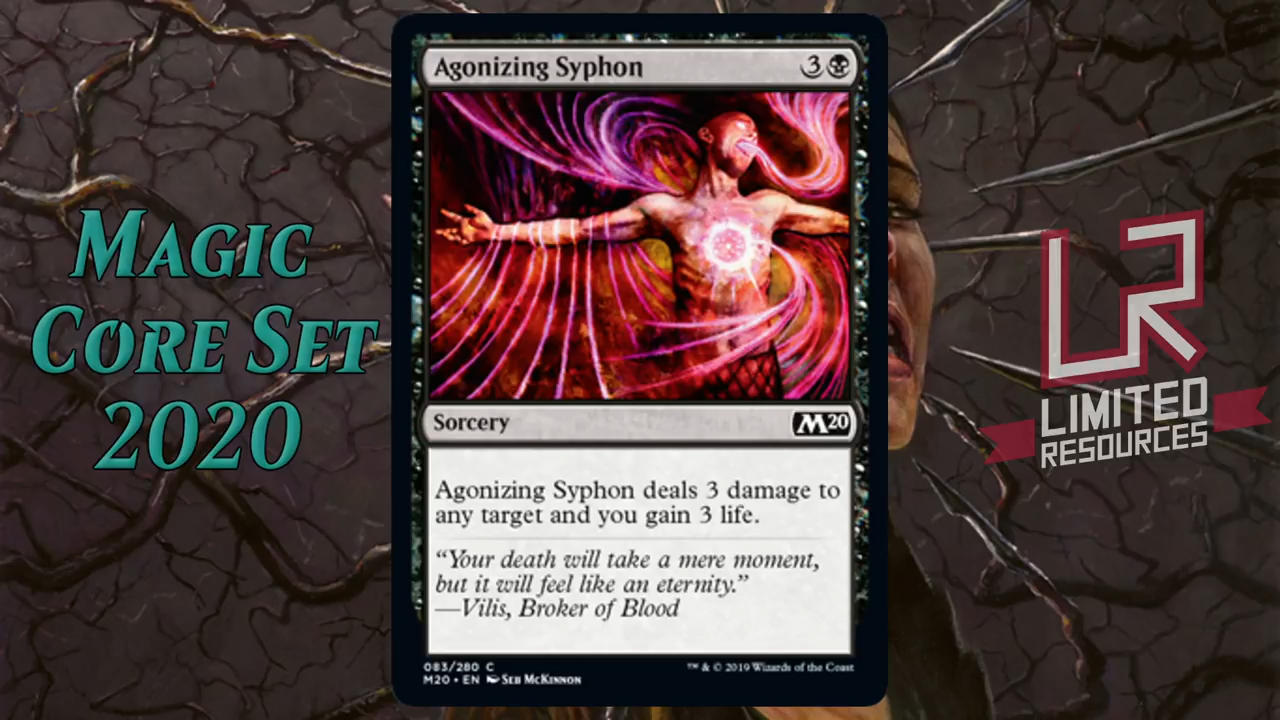 MAGIC
CORE SET
2020
Agonizing Syphon
3
Sorcery
M20
Agonizing Syphon deals 3 damage to
any target and you gain 3 life.
“Your death will take a mere moment,
but it will feel like an eternity.”
—Vilis, Broker of Blood
083/280 C
M20 • EN SEB MCKINNON
™ & © 2019 Wizards of the Coast
LR
LIMITED
RESOURCES